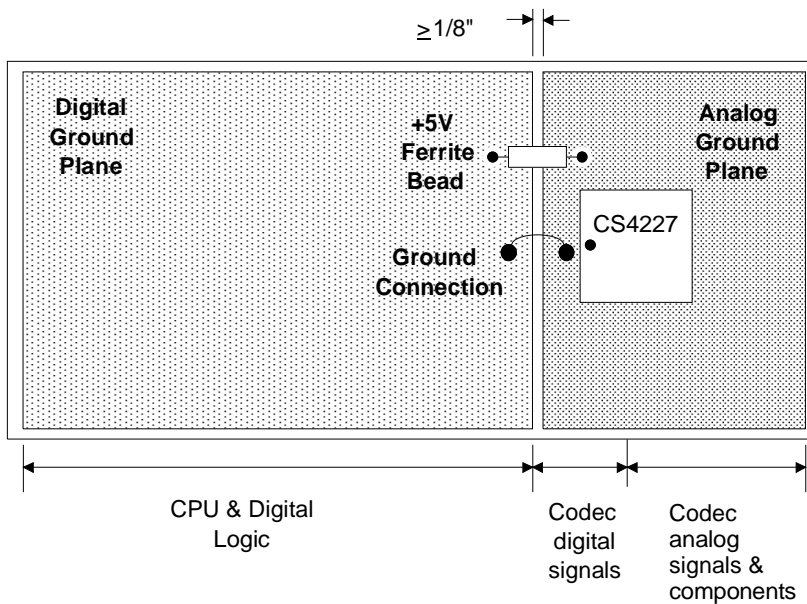 ≥1/8"
Digital
Ground
Plane
+5V
Ferrite
Bead
Analog
Ground
Plane
CS4227
Ground
Connection
CPU & Digital
Logic
Codec
digital
signals
Codec
analog
signals &
components